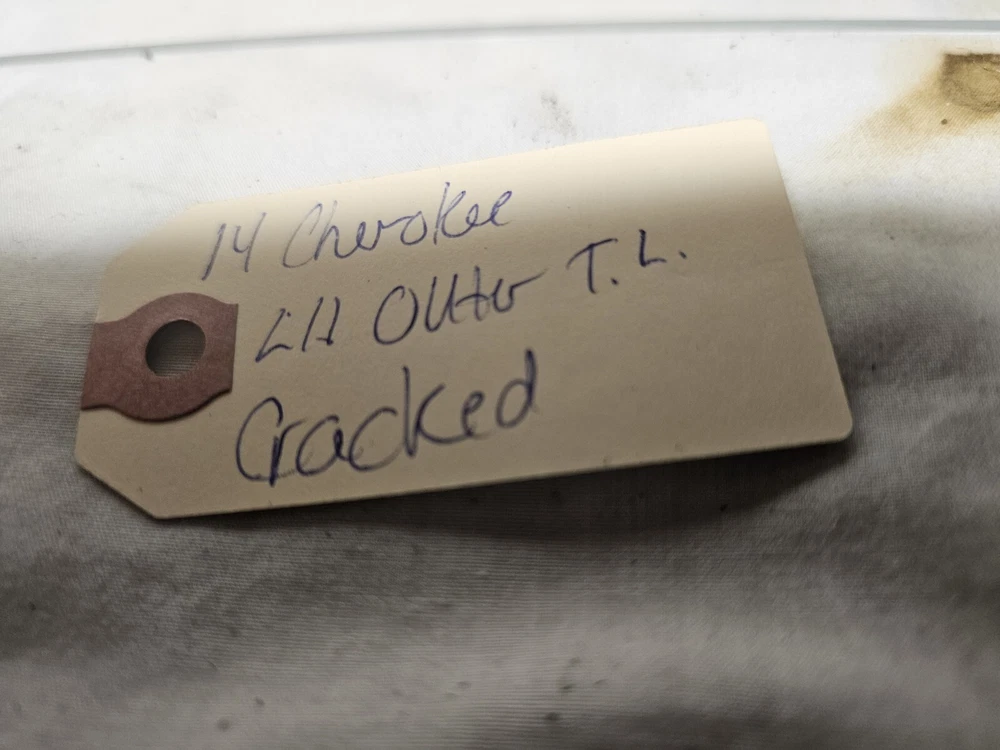 14 Cherokee
LH Outer T.L.
Cracked